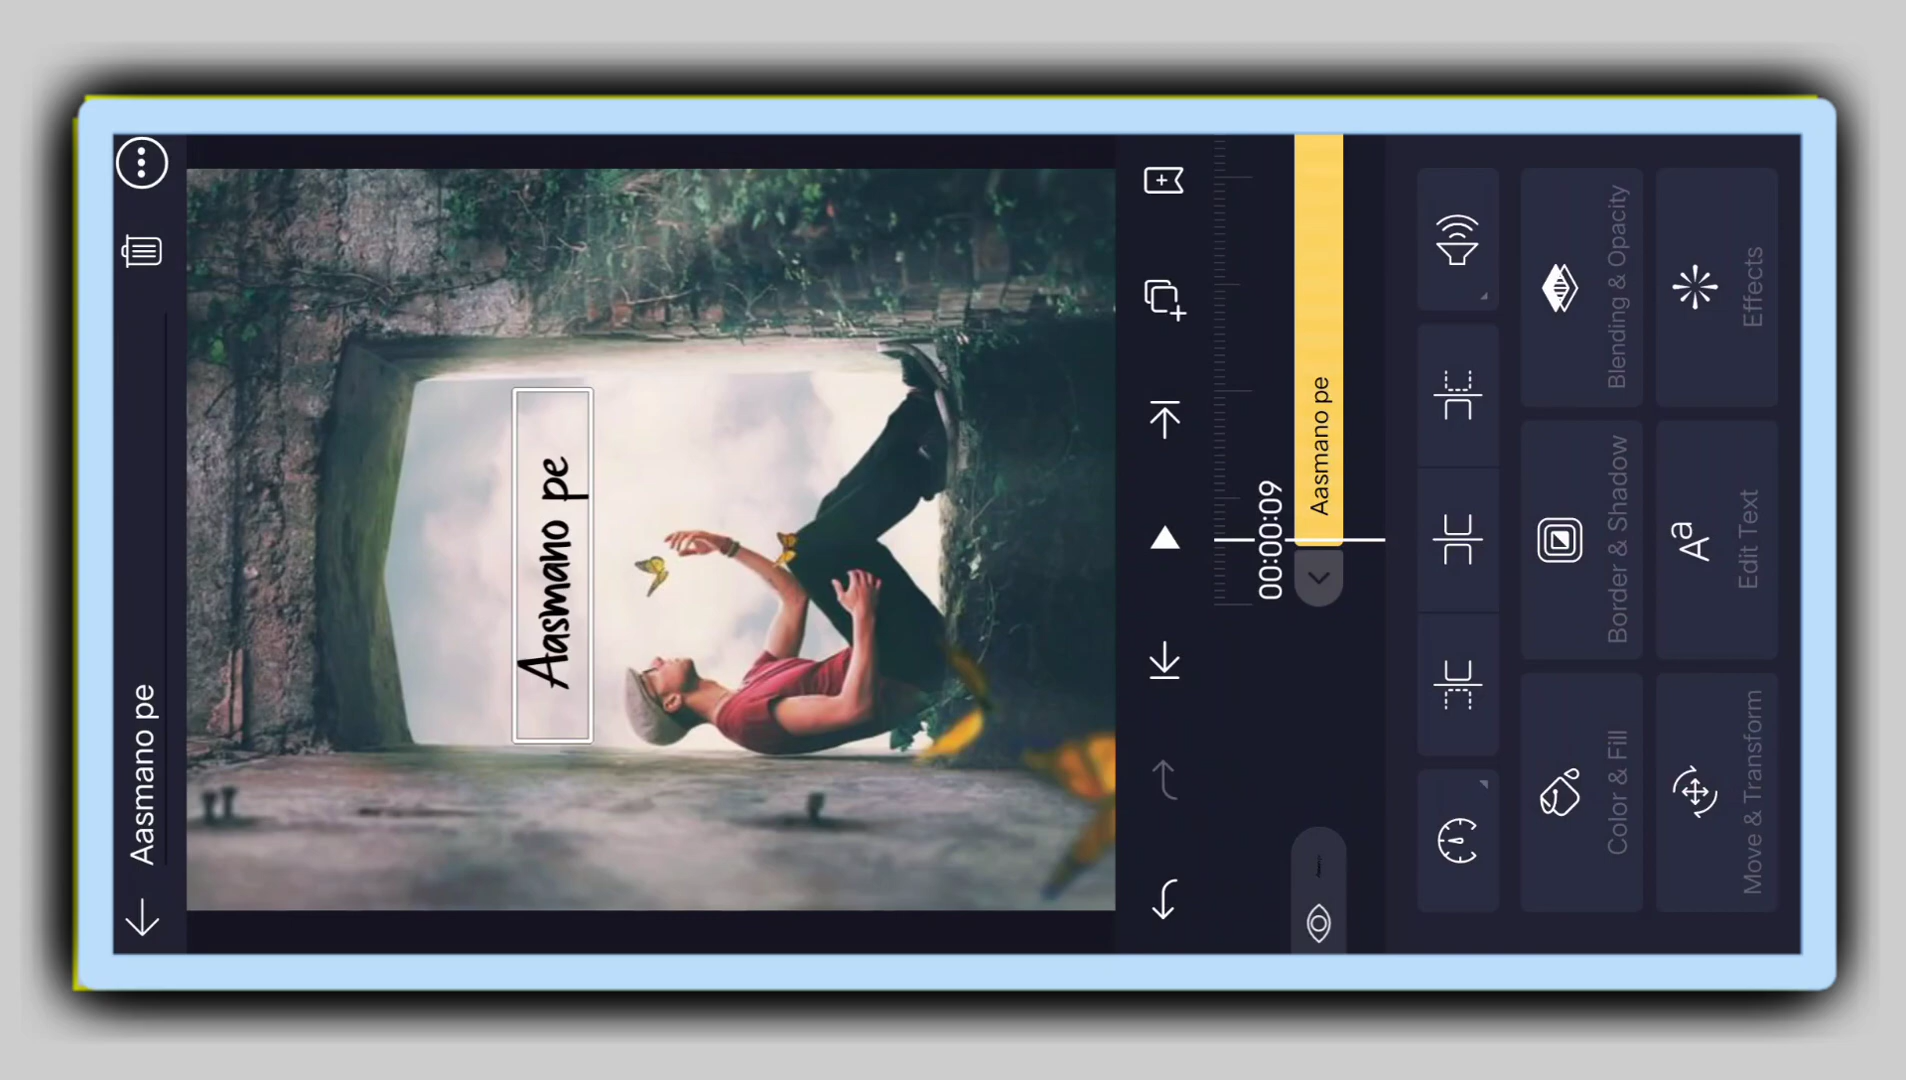 Aasmano pe
Aasmano pe
00:00:09
Aasmano pe
Color & Fill
Border & Shadow
Blending & Opacity
Move & Transform
Edit Text
Aa
Effects